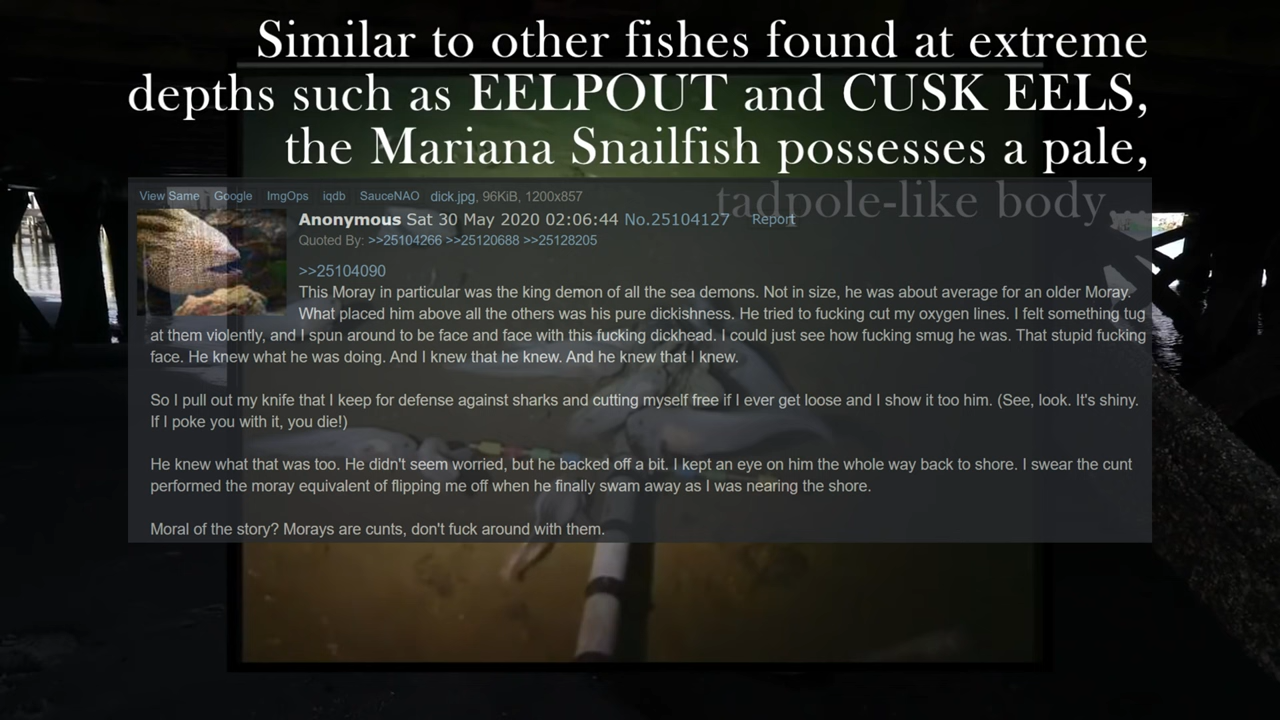 Similar to other fishes found at extreme
depths such as EELPOUT and CUSK EELS,
the Mariana Snailfish possesses a pale,
tadpole-like body...
View Same Google ImgOps iqdb SauceNAO dick.jpg, 96KiB, 1200x857
Anonymous Sat 30 May 2020 02:06:44 No.25104127 Report
Quoted By: >>25104266 >>25120688 >>25128205
>>25104090
This Moray in particular was the king demon of all the sea demons. Not in size, he was about average for an older Moray.
What placed him above all the others was his pure dickishness. He tried to fucking cut my oxygen lines. I felt something tug
at them violently, and I spun around to be face and face with this fucking dickhead. I could just see how fucking smug he was. That stupid fucking
face. He knew what he was doing. And I knew that he knew. And he knew that I knew.
So I pull out my knife that I keep for defense against sharks and cutting myself free if I ever get loose and I show it too him. (See, look. It's shiny.
If I poke you with it, you die!)
He knew what that was too. He didn't seem worried, but he backed off a bit. I kept an eye on him the whole way back to shore. I swear the cunt
performed the moray equivalent of flipping me off when he finally swam away as I was nearing the shore.
Moral of the story? Morays are cunts, don't fuck around with them.